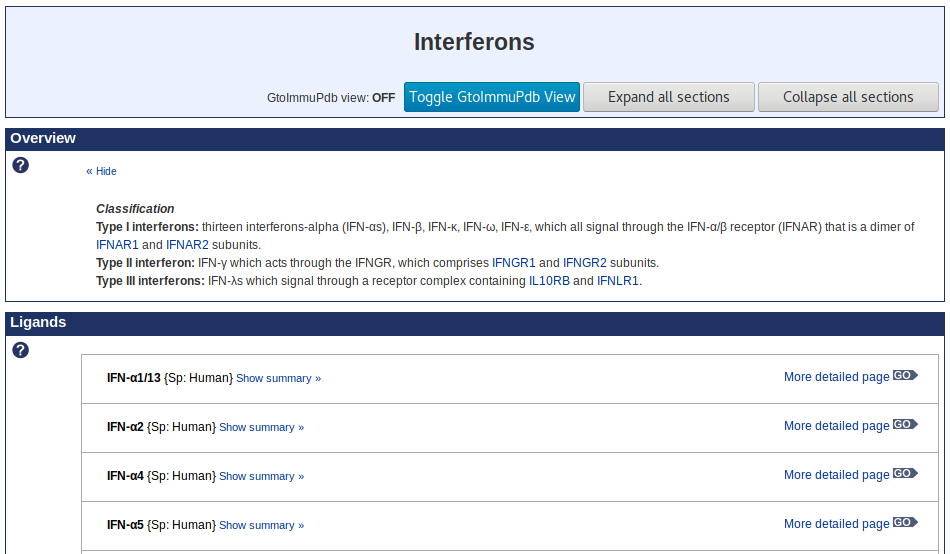 Interferons
GtoImmuPdb view: OFF Toggle GtoImmuPdb View Expand all sections Collapse all sections
Overview
? « Hide
Classification
Type I interferons: thirteen interferons-alpha (IFN-αs), IFN-β, IFN-κ, IFN-ω, IFN-ε, which all signal through the IFN-α/β receptor (IFNAR) that is a dimer of
IFNAR1 and IFNAR2 subunits.
Type II interferon: IFN-γ which acts through the IFNGR, which comprises IFNGR1 and IFNGR2 subunits.
Type III interferons: IFN-λs which signal through a receptor complex containing IL10RB and IFNLR1.
Ligands
?
IFN-α1/13 {Sp: Human} Show summary » More detailed page GO
IFN-α2 {Sp: Human} Show summary » More detailed page GO
IFN-α4 {Sp: Human} Show summary » More detailed page GO
IFN-α5 {Sp: Human} Show summary » More detailed page GO